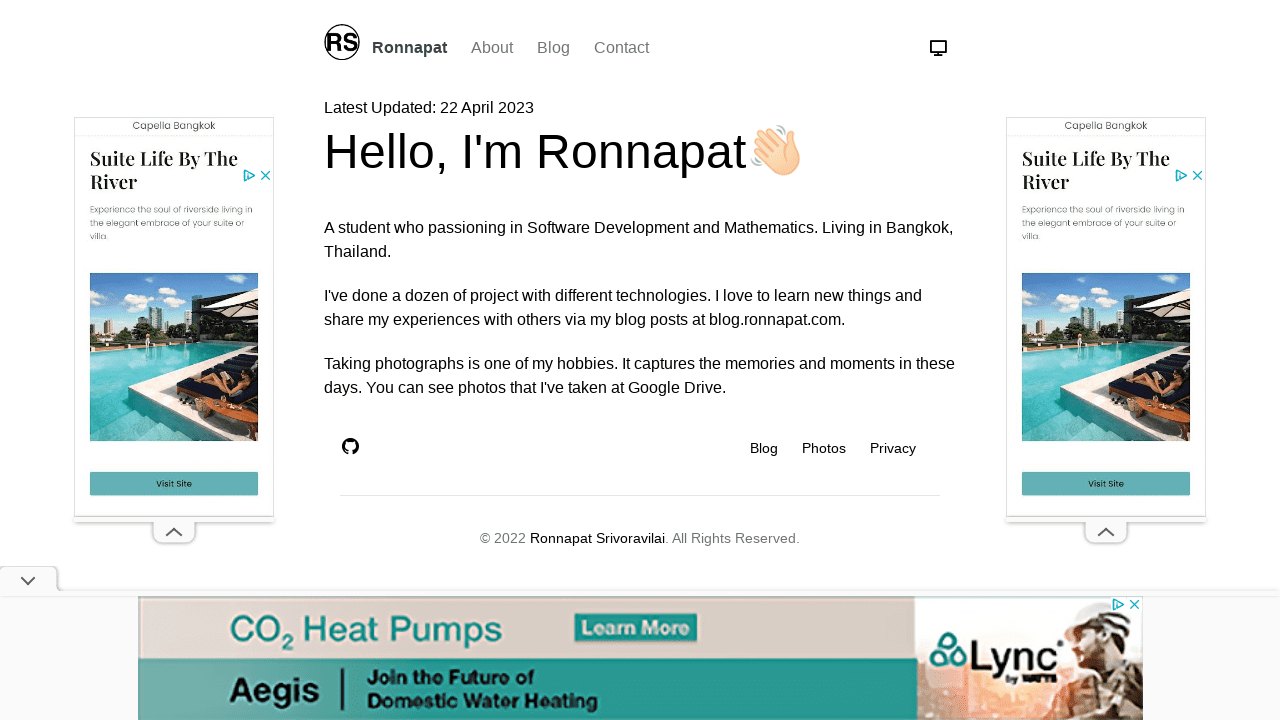 RS Ronnapat About Blog Contact
Latest Updated: 22 April 2023
Hello, I'm Ronnapat
A student who passioning in Software Development and Mathematics. Living in Bangkok,
Thailand.
I've done a dozen of project with different technologies. I love to learn new things and
share my experiences with others via my blog posts at blog.ronnapat.com.
Taking photographs is one of my hobbies. It captures the memories and moments in these
days. You can see photos that I've taken at Google Drive.
Blog Photos Privacy
© 2022 Ronnapat Srivoravilai. All Rights Reserved.
Capella Bangkok
Suite Life By The
River
Experience the soul of riverside living in
the elegant embrace of your suite or
villa.
Visit Site
Capella Bangkok
Suite Life By The
River
Experience the soul of riverside living in
the elegant embrace of your suite or
villa.
Visit Site
CO₂ Heat Pumps Learn More
Aegis | Join the Future of
Domestic Water Heating
Lync®
by WATTS